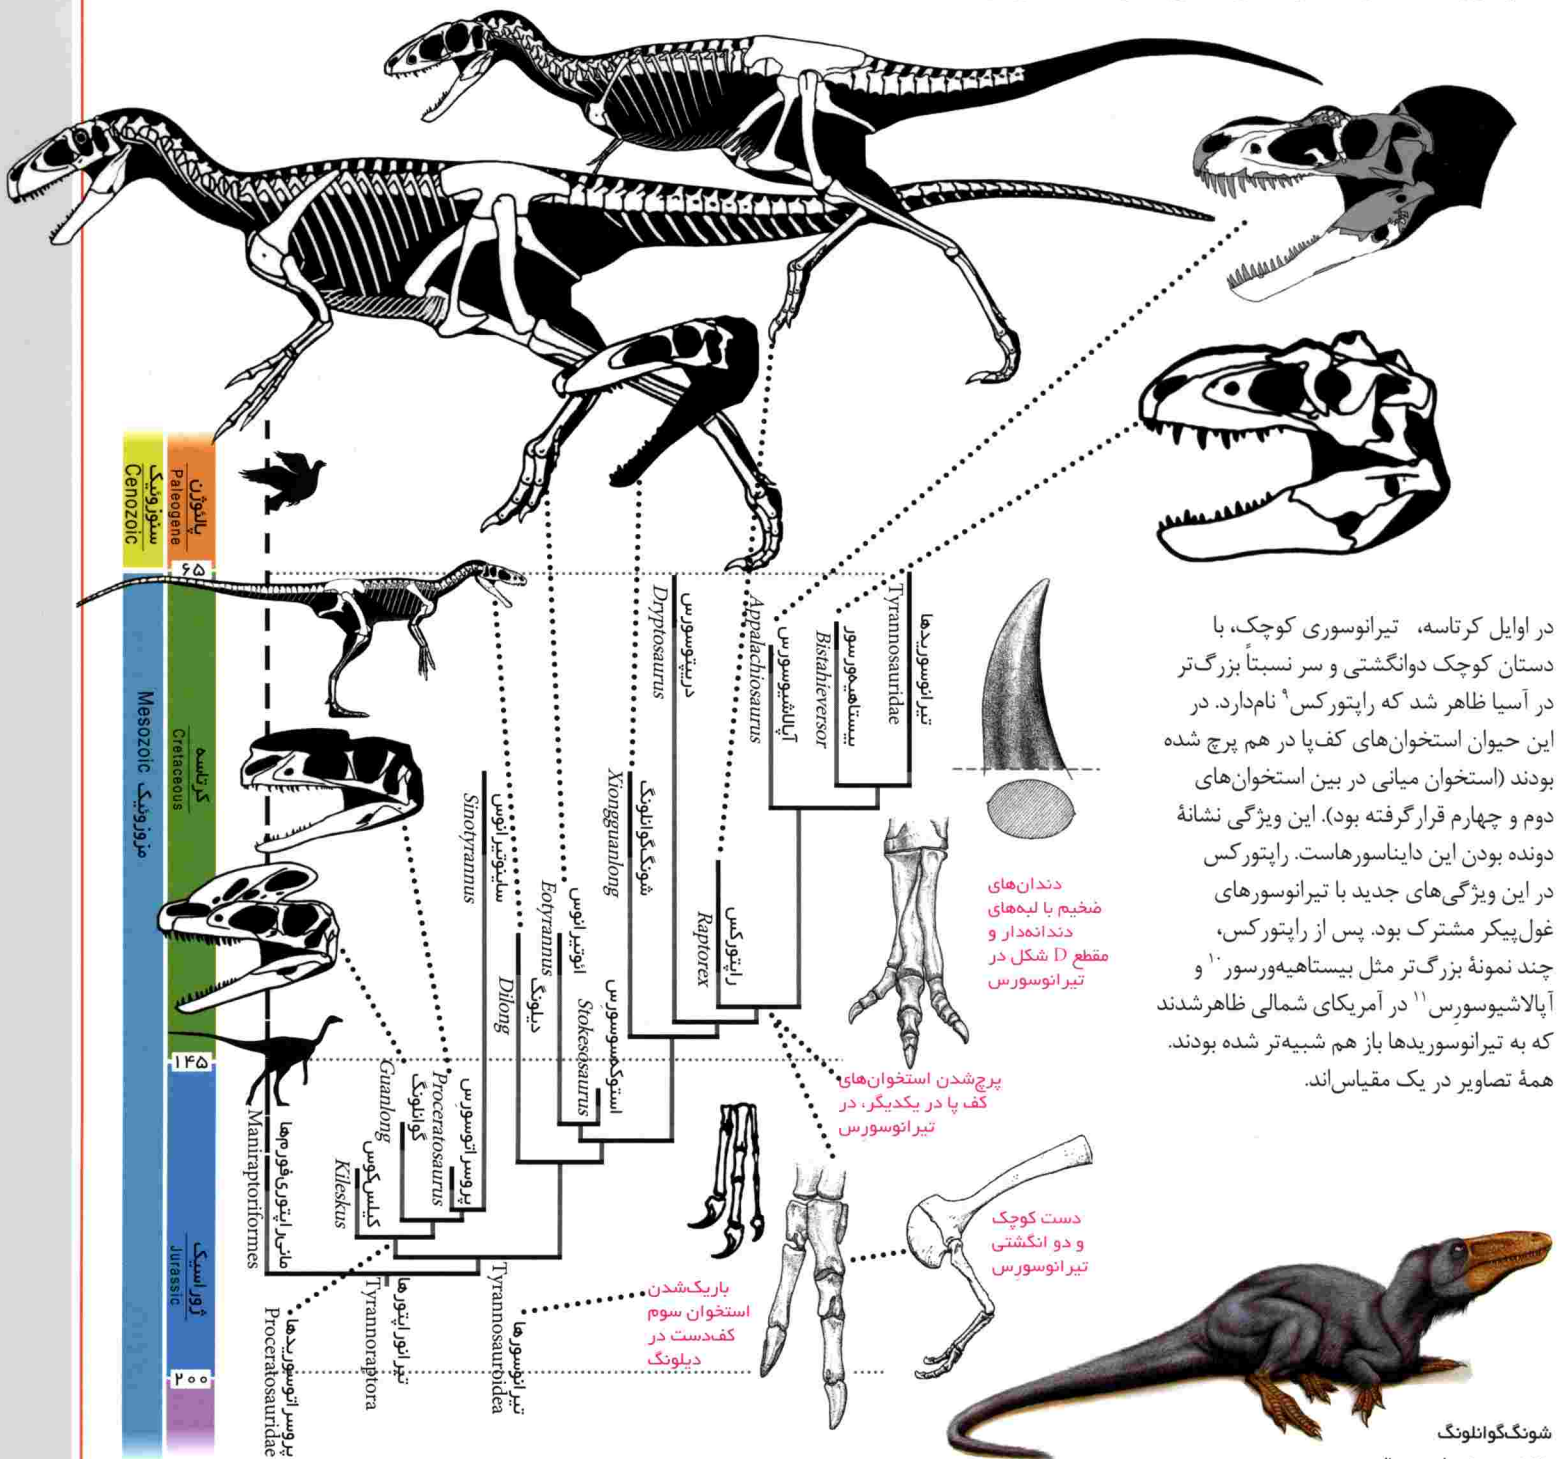 در اوایل کرتاسه، تیرانوسوری کوچک، با
دستان کوچک دوانگشتی و سر نسبتاً بزرگ‌تر
در آسیا ظاهر شد که راپتورکس۹ نام‌دارد. در
این حیوان استخوان‌های کف‌پا در هم پرچ شده
بودند (استخوان میانی در بین استخوان‌های
دوم و چهارم قرارگرفته بود). این ویژگی نشانهٔ
دونده بودن این دایناسورهاست. راپتورکس
در این ویژگی‌های جدید با تیرانوسورهای
غول‌پیکر مشترک بود. پس از راپتورکس،
چند نمونهٔ بزرگ‌تر مثل بیستاهیه‌ورسور۱۰ و
آپالاشیوسورِس۱۱ در آمریکای شمالی ظاهرشدند
که به تیرانوسوریدها باز هم شبیه‌تر شده بودند.
همهٔ تصاویر در یک مقیاس‌اند.
دندان‌های
ضخیم با لبه‌های
دندانه‌دار و
مقطع D شکل در
تیرانوسورس
پرچ‌شدن استخوان‌های
کف پا در یکدیگر، در
تیرانوسورِس
دست کوچک
و دو انگشتی
تیرانوسورِس
باریک‌شدن
استخوان سوم
کف‌دست در
دیلونگ
تیرانوسوریدها
Tyrannosauridae
بیستاهیه‌ورسور
Bistahieversor
آپالاشیوسورس
Appalachiosaurus
راپتورکس
Raptorex
دریپتوسورس
Dryptosaurus
شونگ‌گوانلونگ
Xiongguanlong
استوکسوسورس
Stokesosaurus
ائوتیرانوس
Eotyrannus
دیلونگ
Dilong
ساینوتیرانوس
Sinotyrannus
پروسراتوسورس
Proceratosaurus
گوانلونگ
Guanlong
کیلس‌کوس
Kileskus
مانی‌راپتوری‌فورم‌ها
Maniraptoriformes
تیرانوسورها
Tyrannosauroidea
تیرانوراپتورها
Tyrannoraptora
پروسراتوسوریدها
Proceratosauridae
پالئوژن
Paleogene
سنوزوئیک
Cenozoic
۶۵
کرتاسه
Cretaceous
مزوزوئیک Mesozoic
۱۴۵
ژوراسیک
Jurassic
۲۰۰
شونگ‌گوانلونگ